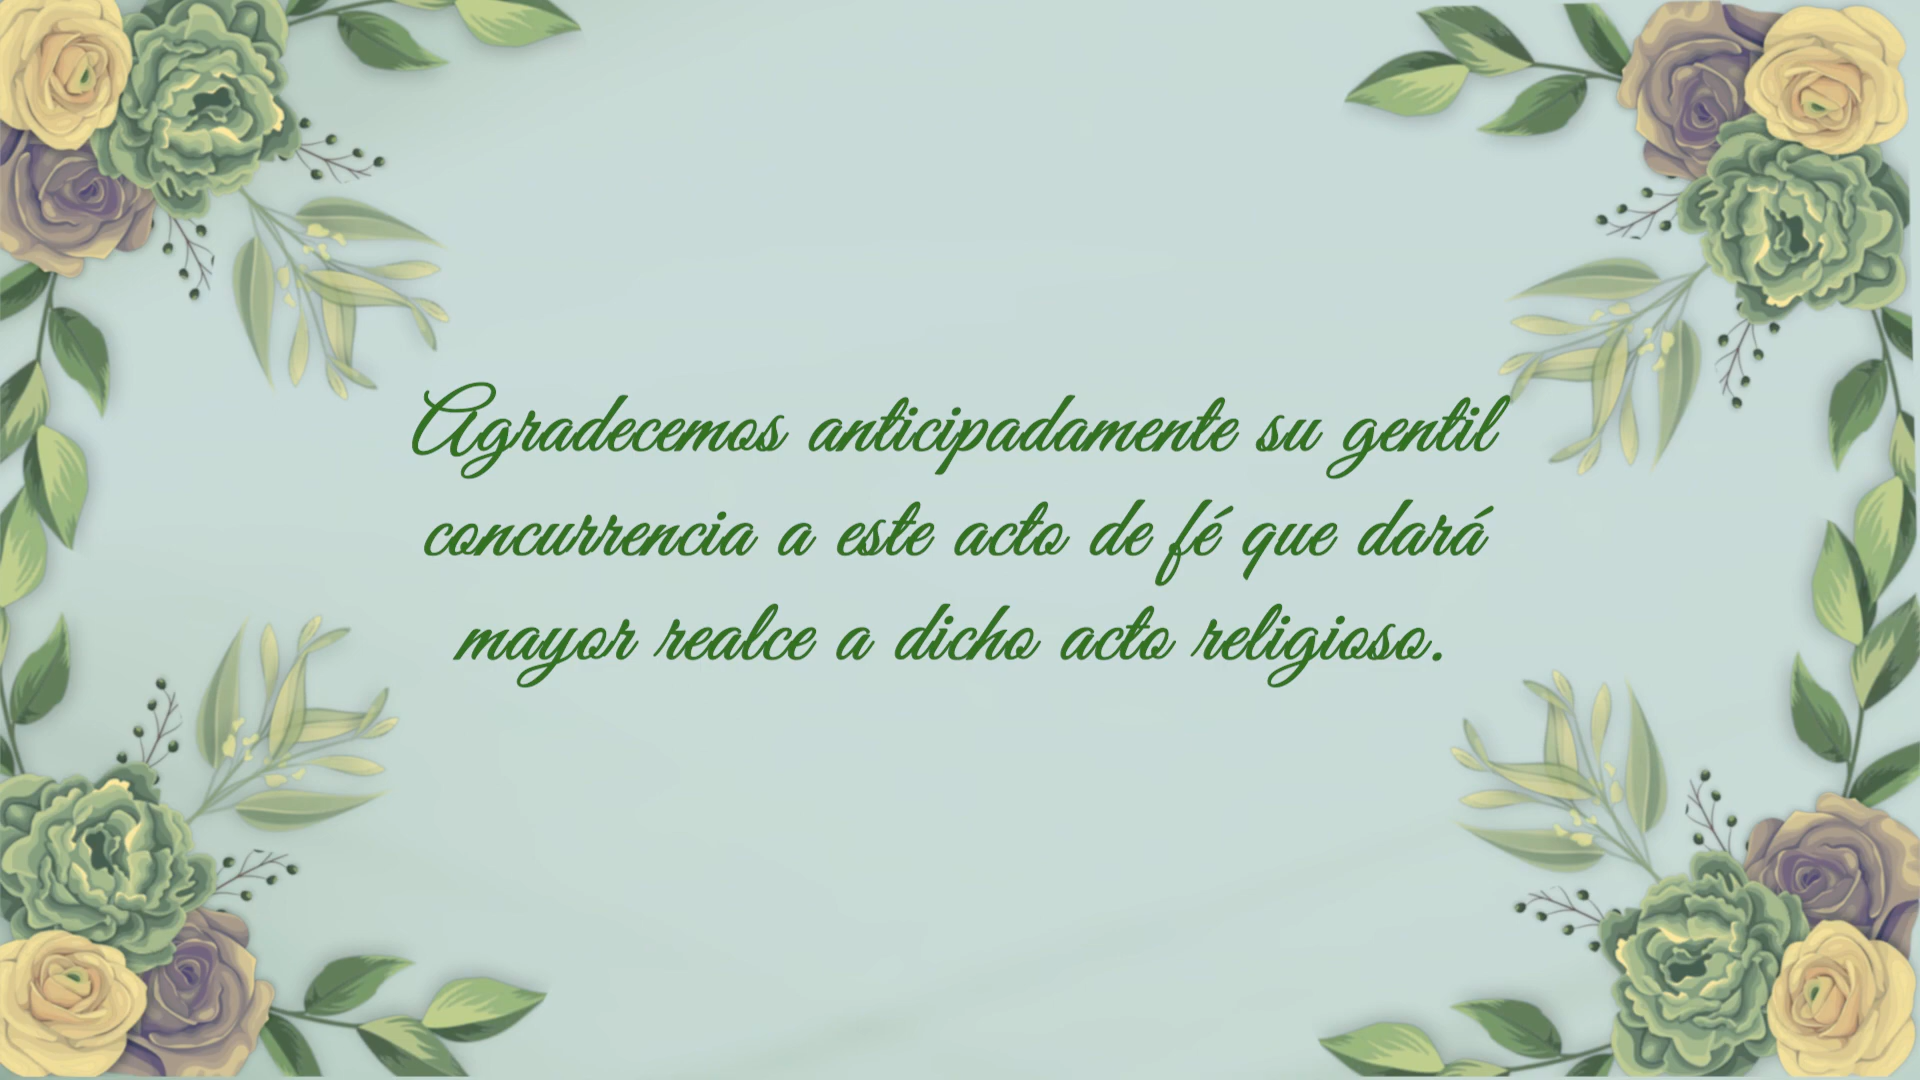 Agradecemos anticipadamente su gentil
concurrencia a este acto de fé que dará
mayor realce a dicho acto religioso.